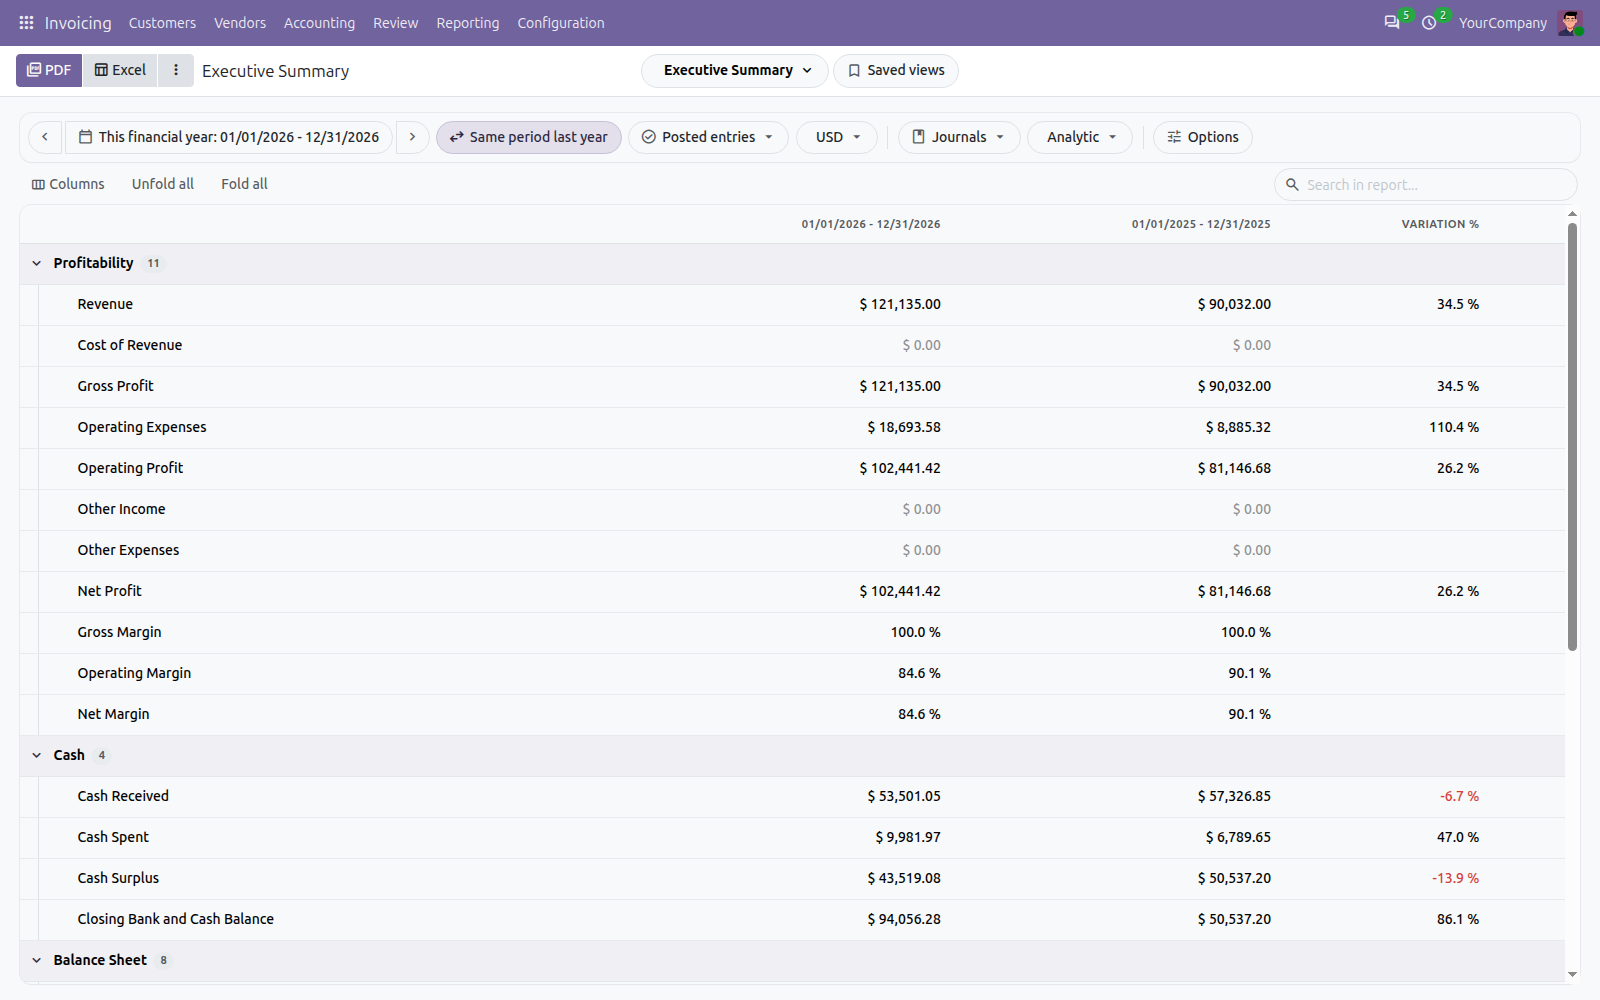 Invoicing Customers Vendors Accounting Review Reporting Configuration 5 2 YourCompany
PDF Excel Executive Summary Executive Summary Saved views
This financial year: 01/01/2026 - 12/31/2026 Same period last year Posted entries USD Journals Analytic Options
Columns Unfold all Fold all Search in report...
01/01/2026 - 12/31/2026 01/01/2025 - 12/31/2025 VARIATION %
Profitability 11
Revenue $ 121,135.00 $ 90,032.00 34.5 %
Cost of Revenue $ 0.00 $ 0.00
Gross Profit $ 121,135.00 $ 90,032.00 34.5 %
Operating Expenses $ 18,693.58 $ 8,885.32 110.4 %
Operating Profit $ 102,441.42 $ 81,146.68 26.2 %
Other Income $ 0.00 $ 0.00
Other Expenses $ 0.00 $ 0.00
Net Profit $ 102,441.42 $ 81,146.68 26.2 %
Gross Margin 100.0 % 100.0 %
Operating Margin 84.6 % 90.1 %
Net Margin 84.6 % 90.1 %
Cash 4
Cash Received $ 53,501.05 $ 57,326.85 -6.7 %
Cash Spent $ 9,981.97 $ 6,789.65 47.0 %
Cash Surplus $ 43,519.08 $ 50,537.20 -13.9 %
Closing Bank and Cash Balance $ 94,056.28 $ 50,537.20 86.1 %
Balance Sheet 8